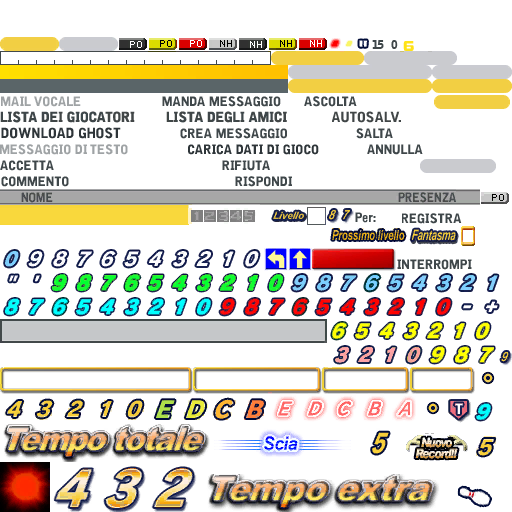 PO PO PO NH NH NH NH 15 0 6
MAIL VOCALE MANDA MESSAGGIO ASCOLTA
LISTA DEI GIOCATORI LISTA DEGLI AMICI AUTOSALV.
DOWNLOAD GHOST CREA MESSAGGIO SALTA
MESSAGGIO DI TESTO CARICA DATI DI GIOCO ANNULLA
ACCETTA RIFIUTA
COMMENTO RISPONDI
NOME PRESENZA PO
1 2 3 4 5 Livello 8 7 Per: REGISTRA
Prossimo livello Fantasma
0 9 8 7 6 5 4 3 2 1 0 INTERROMPI
" ' 9 8 7 6 5 4 3 2 1 0 9 8 7 6 5 4 3 2 1
8 7 6 5 4 3 2 1 0 9 8 7 6 5 4 3 2 1 0 - +
6 5 4 3 2 1 0
3 2 1 0 9 8 7 9
4 3 2 1 0 E D C B E D C B A T 9
Tempo totale Scia 5 Nuovo Record!! 5
4 3 2 Tempo extra